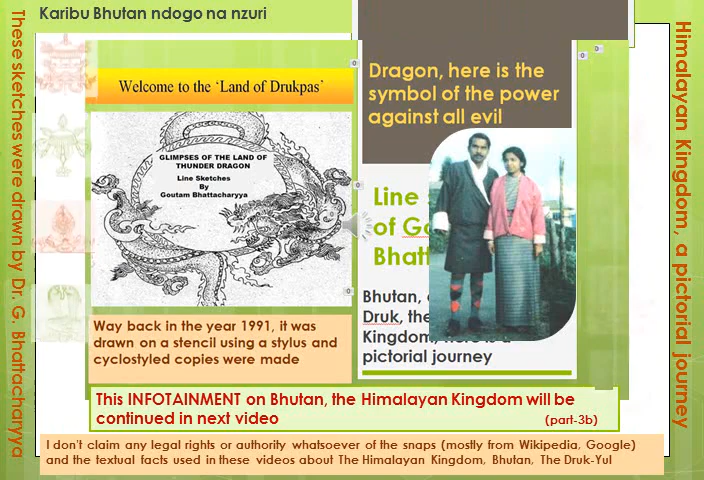 Karibu Bhutan ndogo na nzuri
These sketches were drawn by Dr. G. Bhattacharyya
Welcome to the ‘Land of Drukpas’
GLIMPSES OF THE LAND OF
THUNDER DRAGON
Line Sketches
By
Goutam Bhattacharyya
Way back in the year 1991, it was
drawn on a stencil using a stylus and
cyclostyled copies were made
Dragon, here is the
symbol of the power
against all evil
Line
of
Bhutan,
Druk, the
Kingdom, here is a
pictorial journey
Himalayan Kingdom, a pictorial journey
This INFOTAINMENT on Bhutan, the Himalayan Kingdom will be
continued in next video (part-3b)
I don't claim any legal rights or authority whatsoever of the snaps (mostly from Wikipedia, Google)
and the textual facts used in these videos about The Himalayan Kingdom, Bhutan, The Druk-Yul